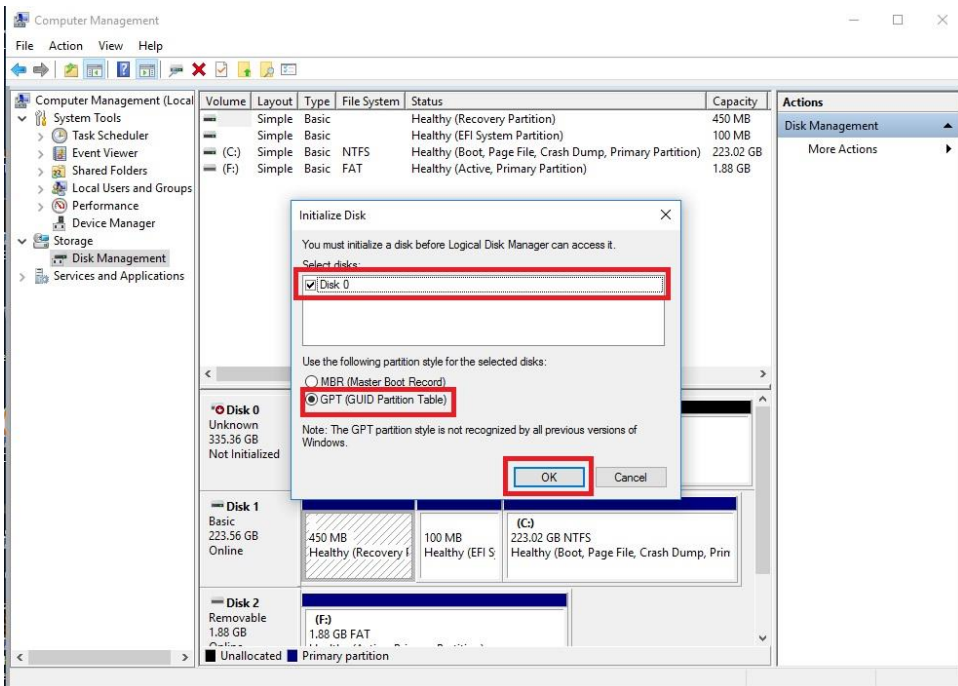 Computer Management
File Action View Help
Computer Management (Local
System Tools
Task Scheduler
Event Viewer
Shared Folders
Local Users and Groups
Performance
Device Manager
Storage
Disk Management
Services and Applications
Volume Layout Type File System Status Capacity
Simple Basic Healthy (Recovery Partition) 450 MB
Simple Basic Healthy (EFI System Partition) 100 MB
(C:) Simple Basic NTFS Healthy (Boot, Page File, Crash Dump, Primary Partition) 223.02 GB
(F:) Simple Basic FAT Healthy (Active, Primary Partition) 1.88 GB
Actions
Disk Management
More Actions
Initialize Disk
You must initialize a disk before Logical Disk Manager can access it.
Select disks:
Disk 0
Use the following partition style for the selected disks:
MBR (Master Boot Record)
GPT (GUID Partition Table)
Note: The GPT partition style is not recognized by all previous versions of
Windows.
OK Cancel
Disk 0
Unknown
335.36 GB
Not Initialized
Disk 1
Basic
223.56 GB
Online
450 MB
Healthy (Recovery P
100 MB
Healthy (EFI S
(C:)
223.02 GB NTFS
Healthy (Boot, Page File, Crash Dump, Prin
Disk 2
Removable
1.88 GB
(F:)
1.88 GB FAT
Unallocated Primary partition